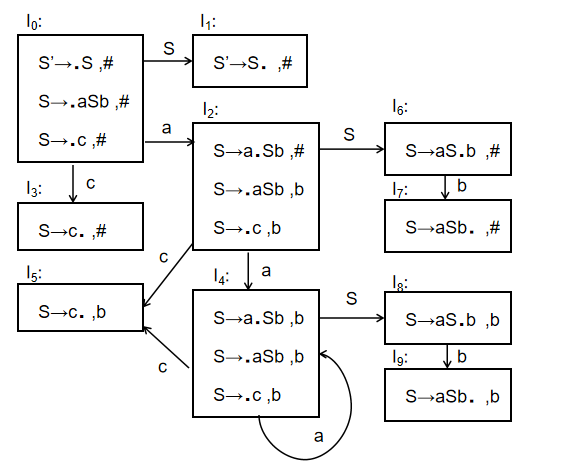 I₀:
S'→.S ,#
S→.aSb ,#
S→.c ,#
S
I₁:
S'→S. ,#
a
I₂:
S→a.Sb ,#
S→.aSb ,b
S→.c ,b
S
I₆:
S→aS.b ,#
b
I₇:
S→aSb. ,#
c
I₃:
S→c. ,#
I₅:
S→c. ,b
c
c
a
I₄:
S→a.Sb ,b
S→.aSb ,b
S→.c ,b
a
S
I₈:
S→aS.b ,b
b
I₉:
S→aSb. ,b